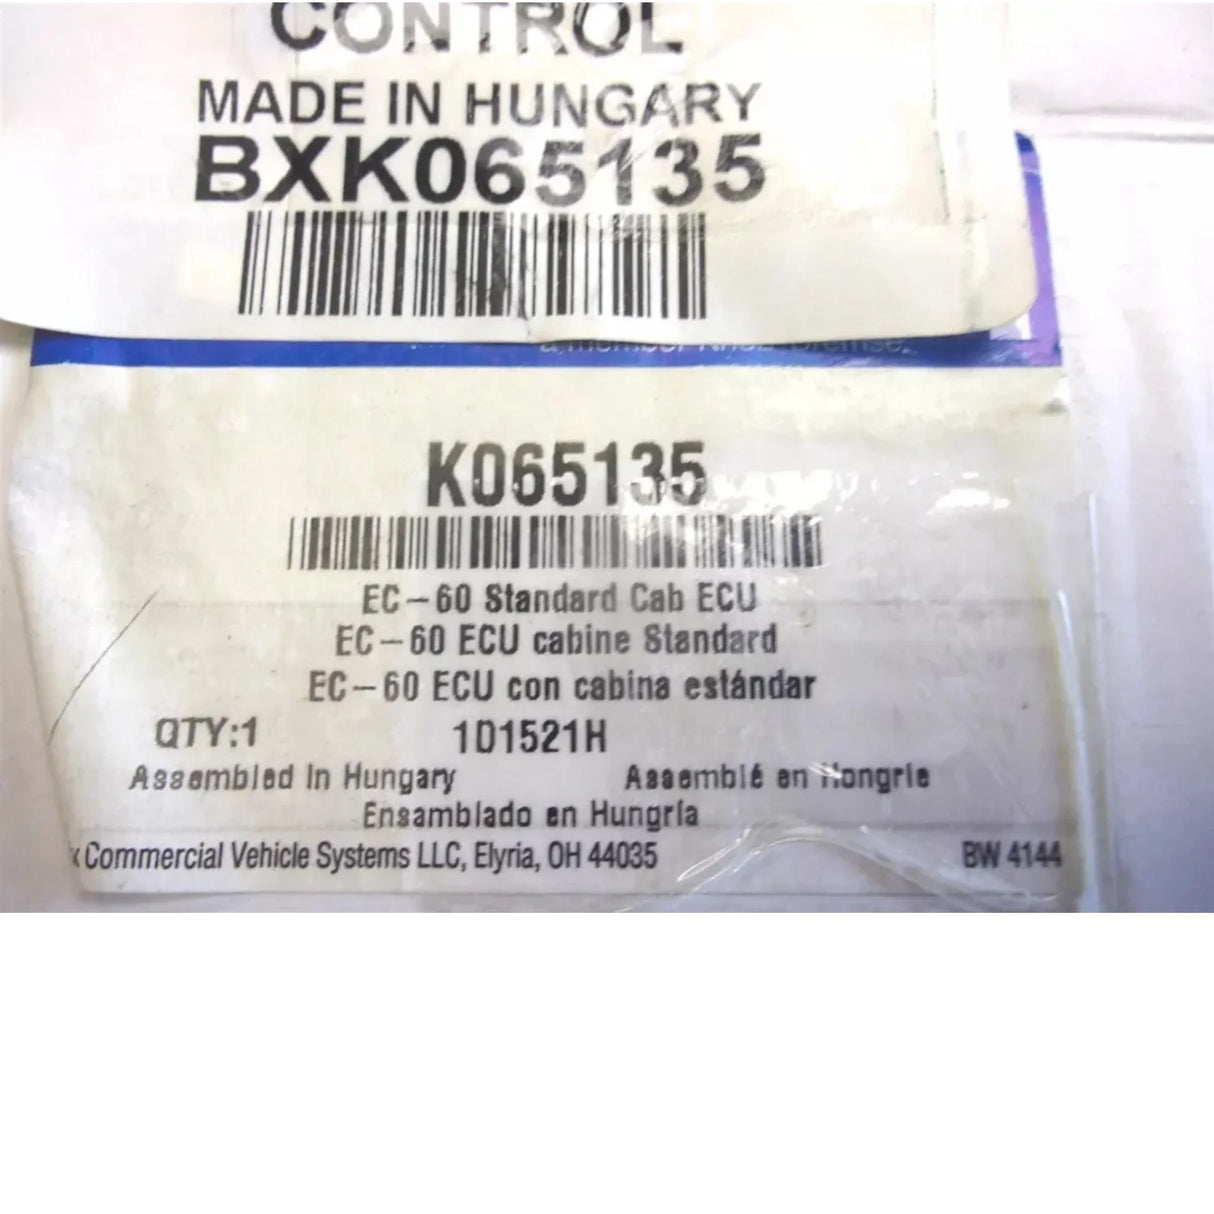 CONTROL
MADE IN HUNGARY
BXK065135
a member
K065135
EC-60 Standard Cab ECU
EC-60 ECU cabine Standard
EC-60 ECU con cabina estándar
QTY:1 1D1521H
Assembled in Hungary Assemblé en Hongrie
Ensamblado en Hungría
x Commercial Vehicle Systems LLC, Elyria, OH 44035 BW 4144